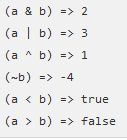 (a & b) => 2
(a | b) => 3
(a ^ b) => 1
(~b) => -4
(a < b) => true
(a > b) => false